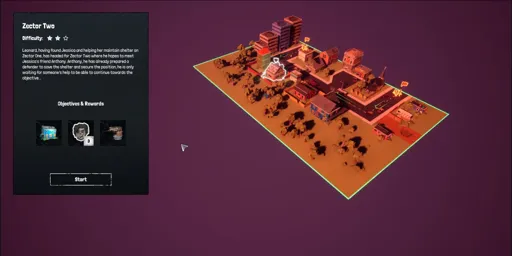 Zector Two
Difficulty:
Leonard, having found Jessica and helping her maintain shelter on
Zector One, has headed for Zector Two where he hopes to meet
Jessica's friend Anthony. Anthony, he has already prepared a
defender to save the shelter and secure the position, he is only
waiting for someone's help to be able to continue towards the
objective.
Objectives & Rewards
Start